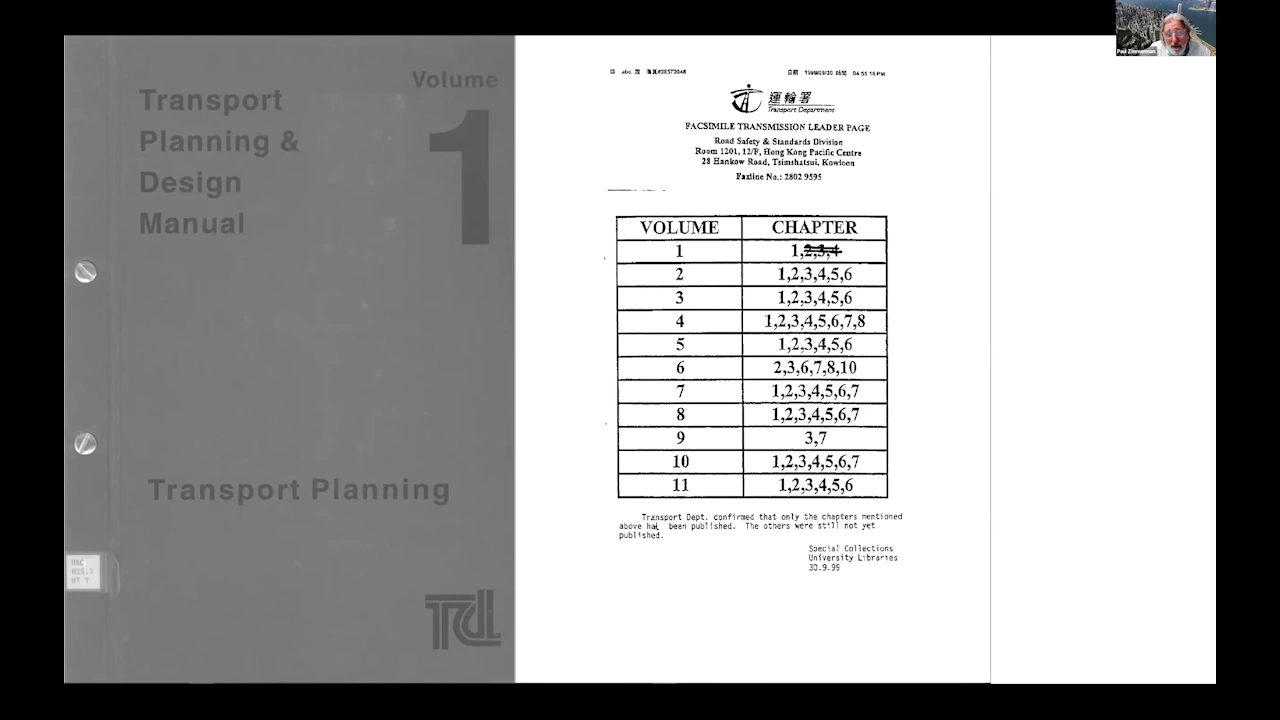 Paul Zimmerman
Volume
1
Transport
Planning &
Design
Manual
Transport Planning
TD
運輸署
Transport Department
FACSIMILE TRANSMISSION LEADER PAGE
Road Safety & Standards Division
Room 1201, 12/F, Hong Kong Pacific Centre
28 Hankow Road, Tsimshatsui, Kowloon
Faxline No.: 2802 9595
VOLUME CHAPTER
1 1,2,3,4
2 1,2,3,4,5,6
3 1,2,3,4,5,6
4 1,2,3,4,5,6,7,8
5 1,2,3,4,5,6
6 2,3,6,7,8,10
7 1,2,3,4,5,6,7
8 1,2,3,4,5,6,7
9 3,7
10 1,2,3,4,5,6,7
11 1,2,3,4,5,6
Transport Dept. confirmed that only the chapters mentioned
above had been published. The others were still not yet
published.
Special Collections
University Libraries
30.9.99